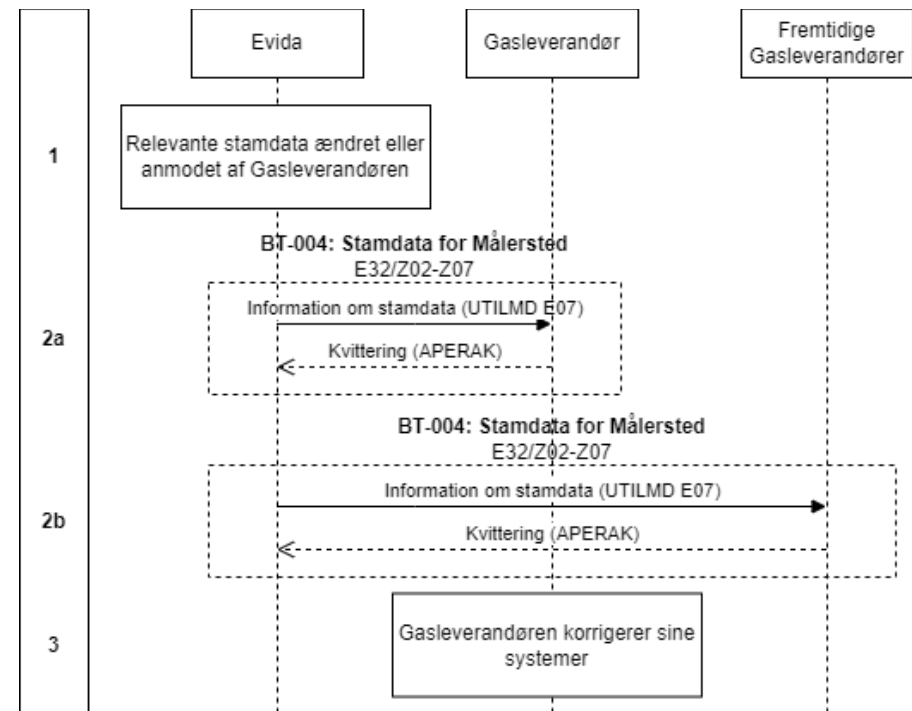 Evida
Gasleverandør
Fremtidige
Gasleverandører
1
Relevante stamdata ændret eller
anmodet af Gasleverandøren
BT-004: Stamdata for Målersted
E32/Z02-Z07
2a
Information om stamdata (UTILMD E07)
Kvittering (APERAK)
BT-004: Stamdata for Målersted
E32/Z02-Z07
2b
Information om stamdata (UTILMD E07)
Kvittering (APERAK)
3
Gasleverandøren korrigerer sine
systemer